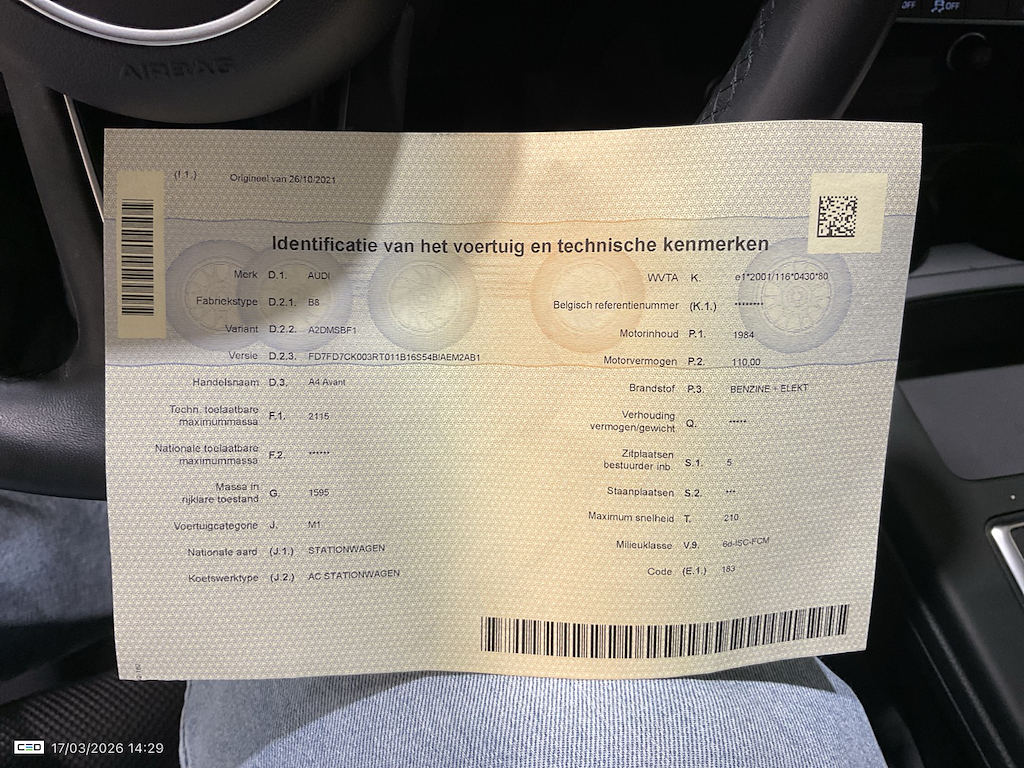 AIRBAG
OFF
OFF
(I.1.) Origineel van 26/10/2021
Identificatie van het voertuig en technische kenmerken
Merk D.1. AUDI
Fabriekstype D.2.1. B8
Variant D.2.2. A2DMSBF1
Versie D.2.3. FD7FD7CK003RT011B16S54BIAEM2AB1
Handelsnaam D.3. A4 Avant
Techn. toelaatbare
maximummassa F.1. 2115
Nationale toelaatbare
maximummassa F.2. ******
Massa in
rijklare toestand G. 1595
Voertuigcategorie J. M1
Nationale aard (J.1.) STATIONWAGEN
Koetswerktype (J.2.) AC STATIONWAGEN
WVTA K. e1*2001/116*0430*80
Belgisch referentienummer (K.1.) ********
Motorinhoud P.1. 1984
Motorvermogen P.2. 110,00
Brandstof P.3. BENZINE + ELEKT
Verhouding
vermogen/gewicht Q. *****
Zitplaatsen
bestuurder inb. S.1. 5
Staanplaatsen S.2. ***
Maximum snelheid T. 210
Milieuklasse V.9. 6d-ISC-FCM
Code (E.1.) 183
CEO 17/03/2026 14:29